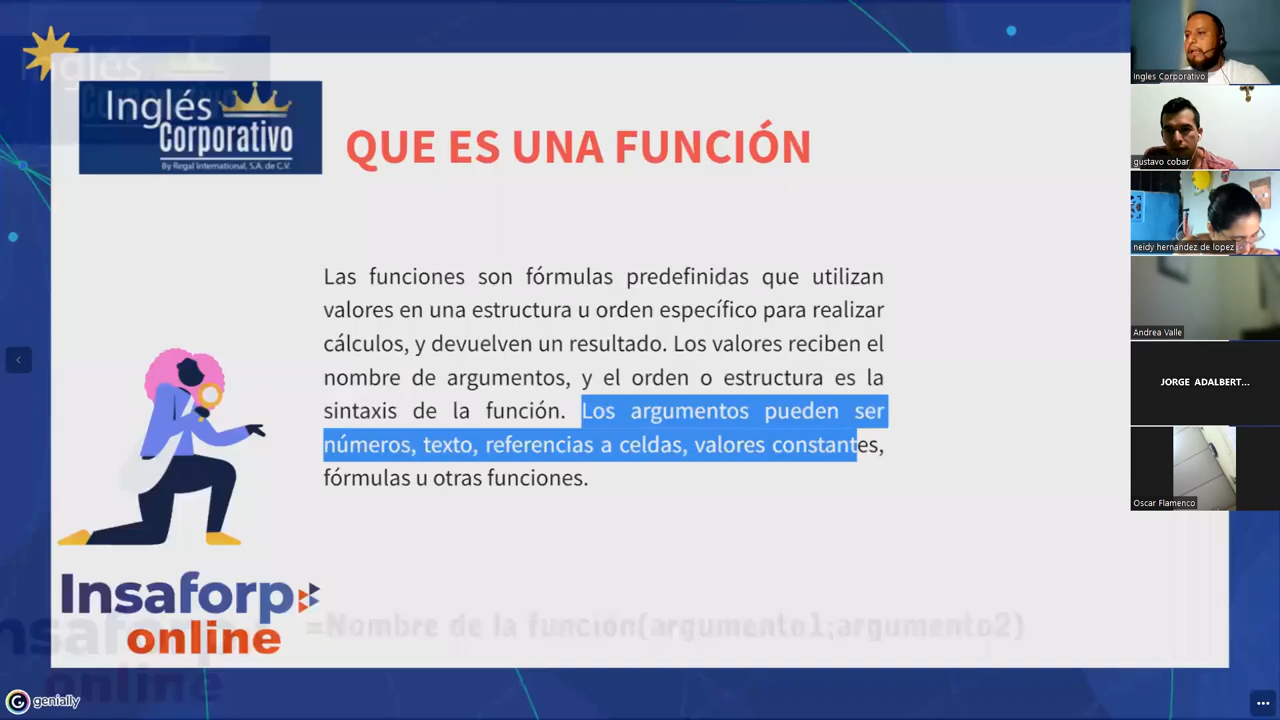 Inglés
Corporativo
By Regal International, S.A. de C.V.
QUE ES UNA FUNCIÓN
Las funciones son fórmulas predefinidas que utilizan
valores en una estructura u orden específico para realizar
cálculos, y devuelven un resultado. Los valores reciben el
nombre de argumentos, y el orden o estructura es la
sintaxis de la función. Los argumentos pueden ser
números, texto, referencias a celdas, valores constantes,
fórmulas u otras funciones.
=Nombre de la función(argumento1;argumento2)
Insaforp
online
genially
Ingles Corporativo
gustavo cobar
neidy hernandez de lopez
Andrea Valle
JORGE ADALBERT...
Oscar Flamenco